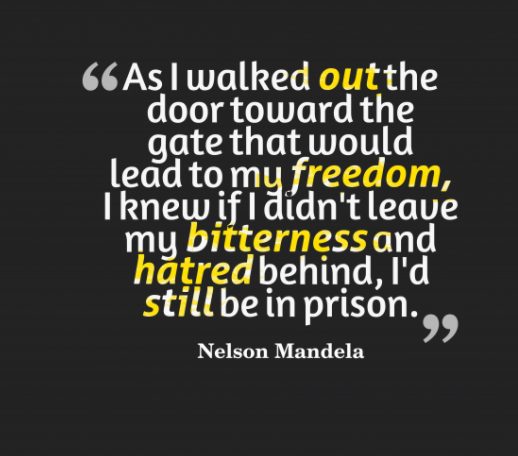 “As I walked out the
door toward the
gate that would
lead to my freedom,
I knew if I didn't leave
my bitterness and
hatred behind, I'd
still be in prison.”
Nelson Mandela